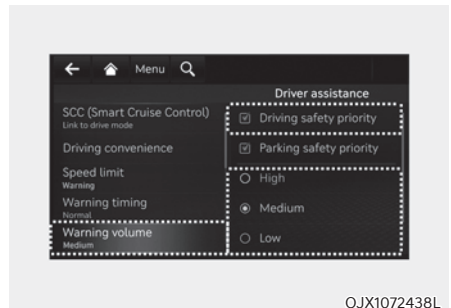 Menu
Driver assistance
SCC (Smart Cruise Control)
Link to drive mode
Driving convenience
Speed limit
Warning
Warning timing
Normal
Warning volume
Medium
Driving safety priority
Parking safety priority
High
Medium
Low
OJX1072438L